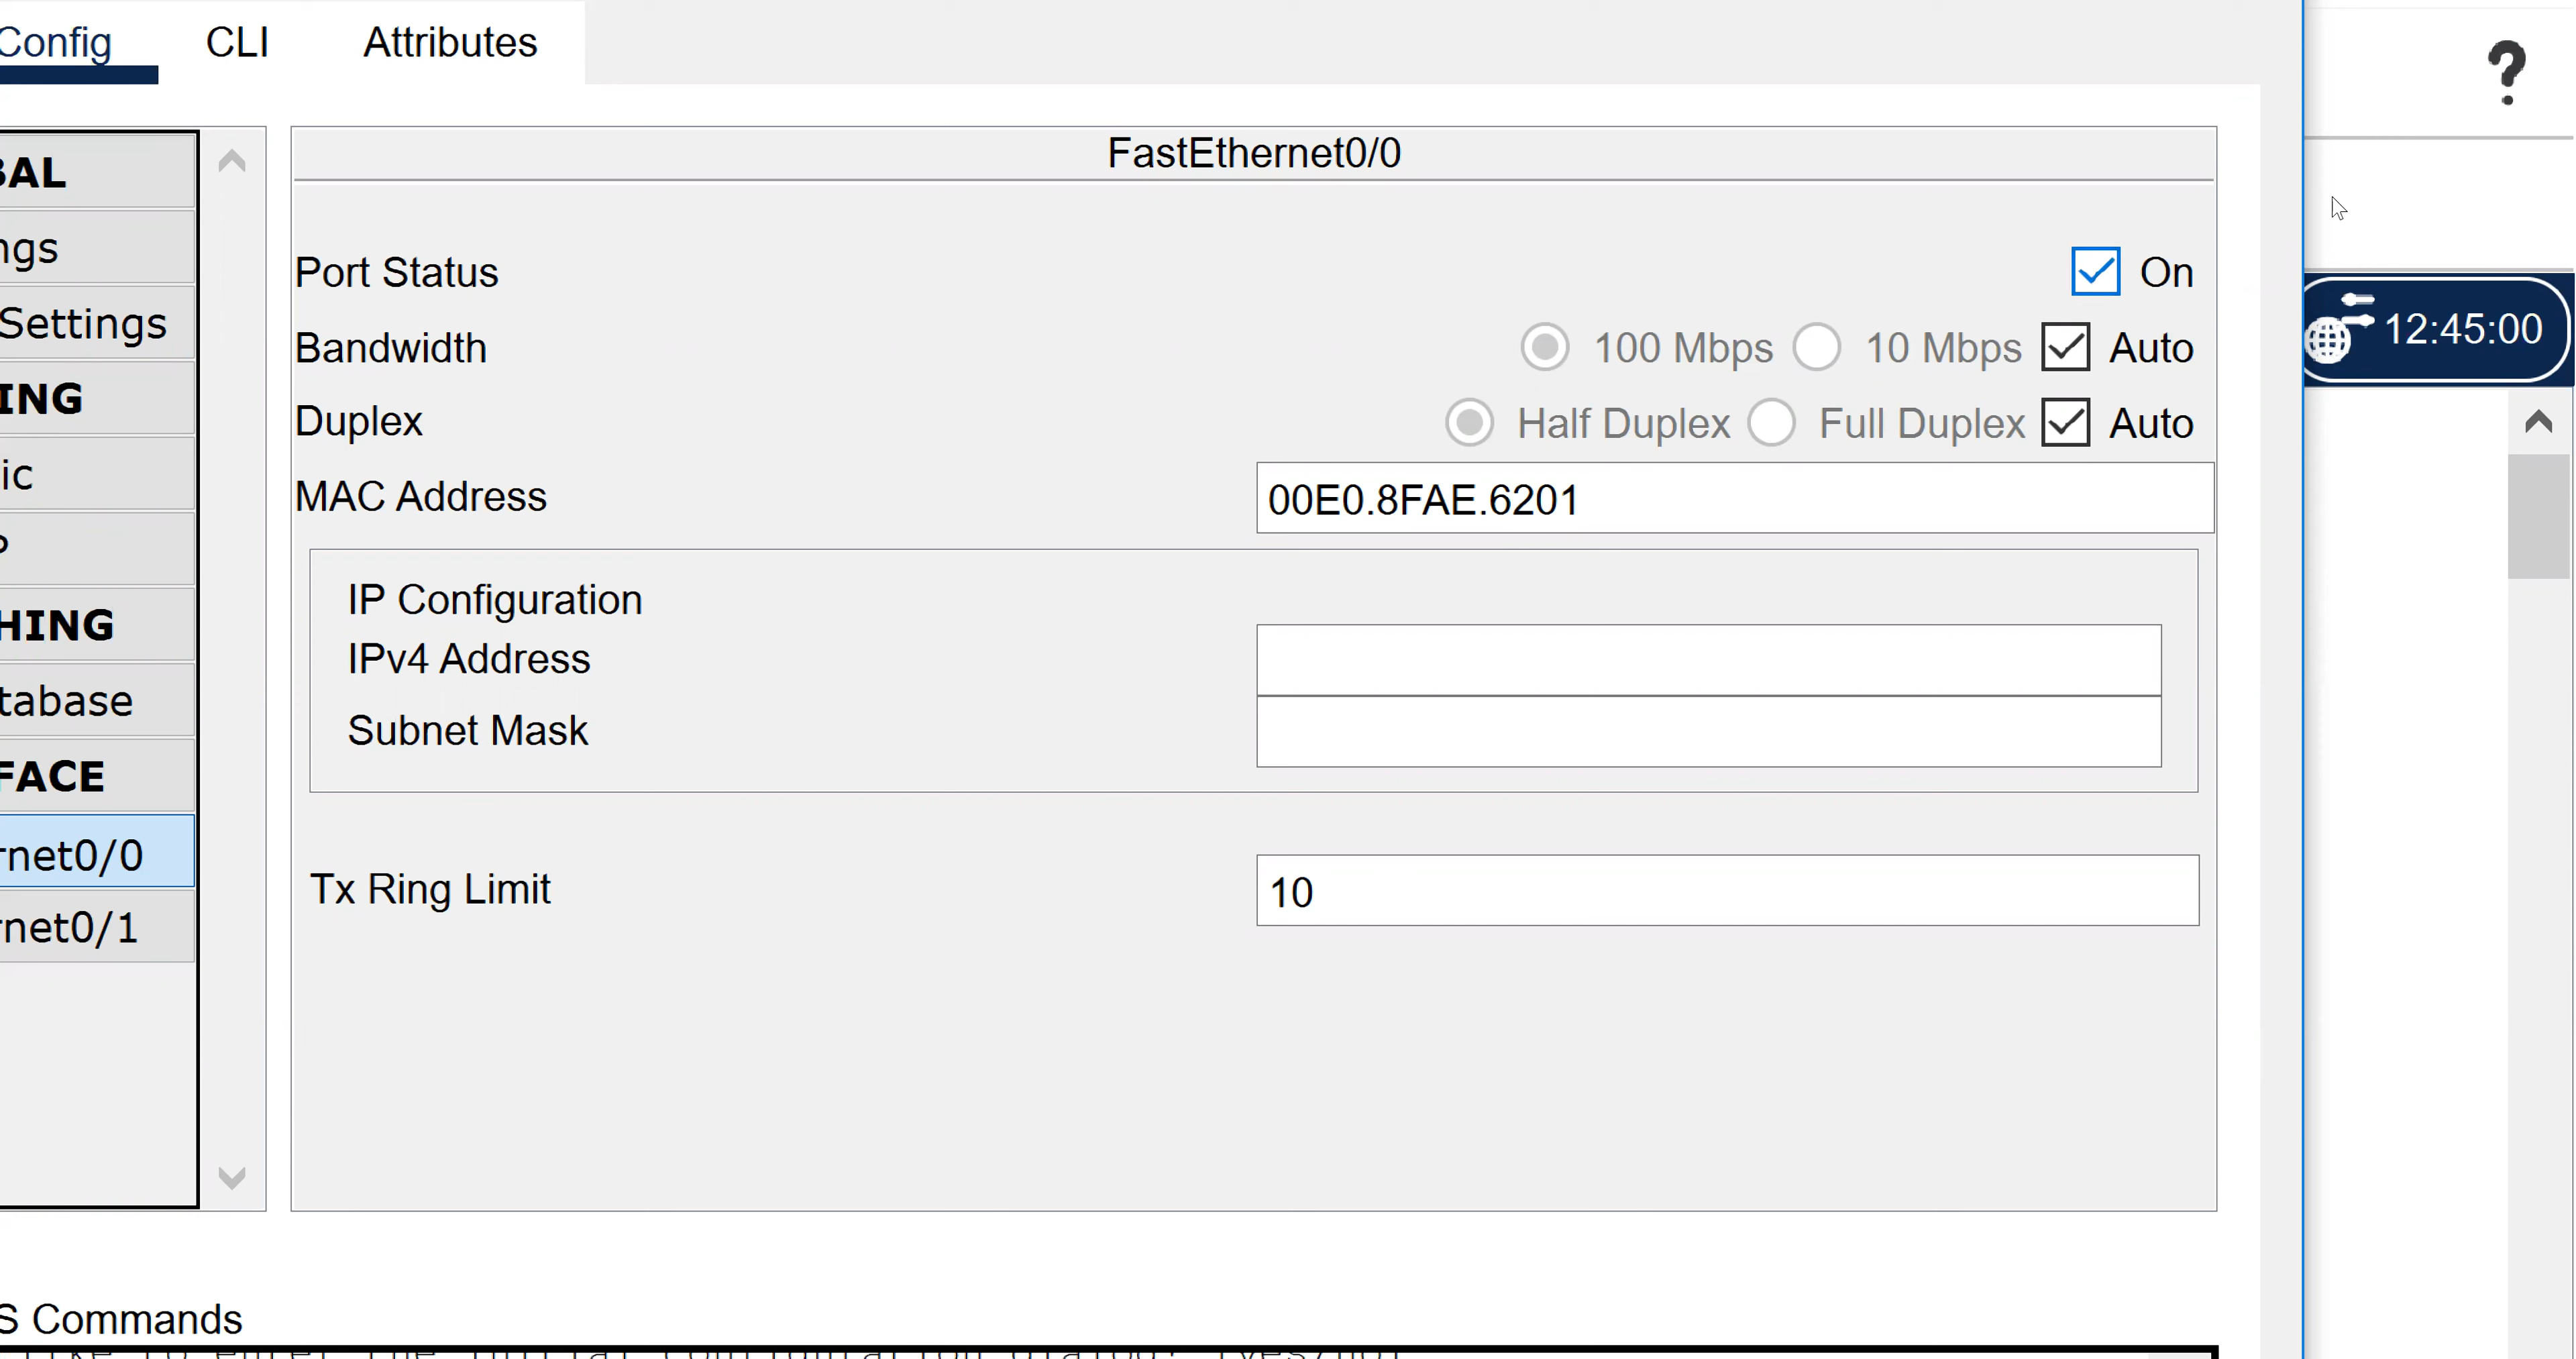 Config CLI Attributes
?
FastEthernet0/0
BAL
ngs
Settings
ING
ic
P
HING
tabase
FACE
rnet0/0
rnet0/1
Port Status On
Bandwidth 100 Mbps 10 Mbps Auto
Duplex Half Duplex Full Duplex Auto
MAC Address 00E0.8FAE.6201
IP Configuration
IPv4 Address
Subnet Mask
Tx Ring Limit 10
12:45:00
S Commands